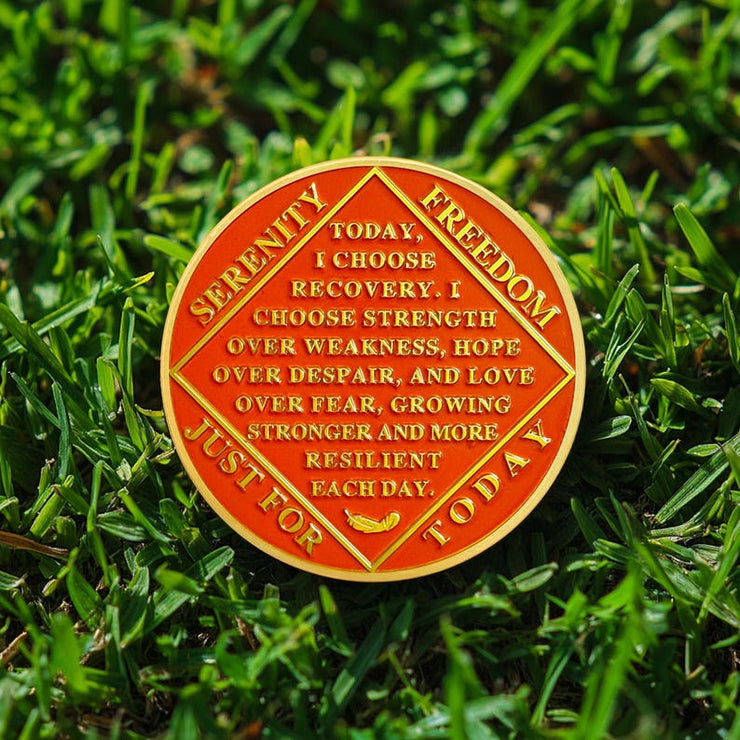 SERENITY
FREEDOM
TODAY,
I CHOOSE
RECOVERY. I
CHOOSE STRENGTH
OVER WEAKNESS, HOPE
OVER DESPAIR, AND LOVE
OVER FEAR, GROWING
STRONGER AND MORE
RESILIENT
EACH DAY.
JUST FOR
TODAY